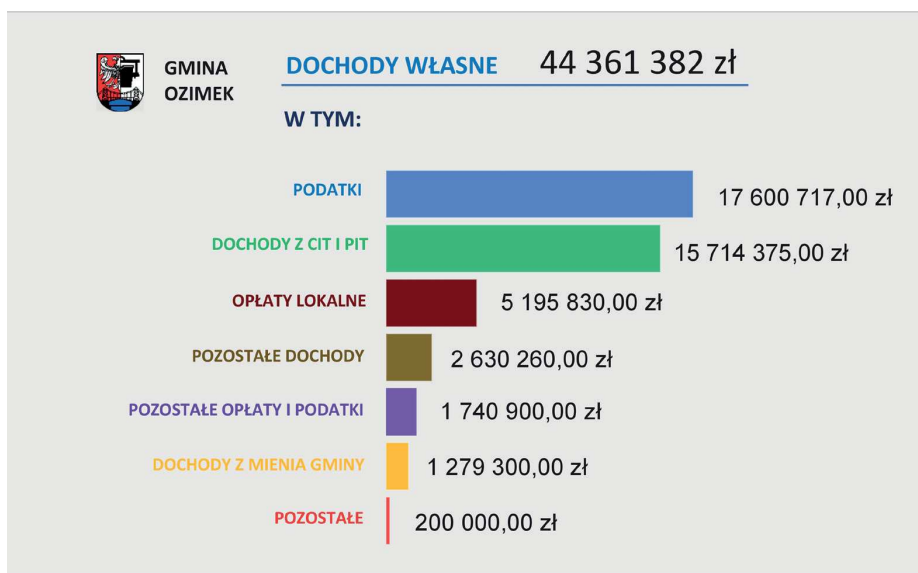 GMINA
OZIMEK
DOCHODY WŁASNE 44 361 382 zł
W TYM:
PODATKI 17 600 717,00 zł
DOCHODY Z CIT I PIT 15 714 375,00 zł
OPŁATY LOKALNE 5 195 830,00 zł
POZOSTAŁE DOCHODY 2 630 260,00 zł
POZOSTAŁE OPŁATY I PODATKI 1 740 900,00 zł
DOCHODY Z MIENIA GMINY 1 279 300,00 zł
POZOSTAŁE 200 000,00 zł